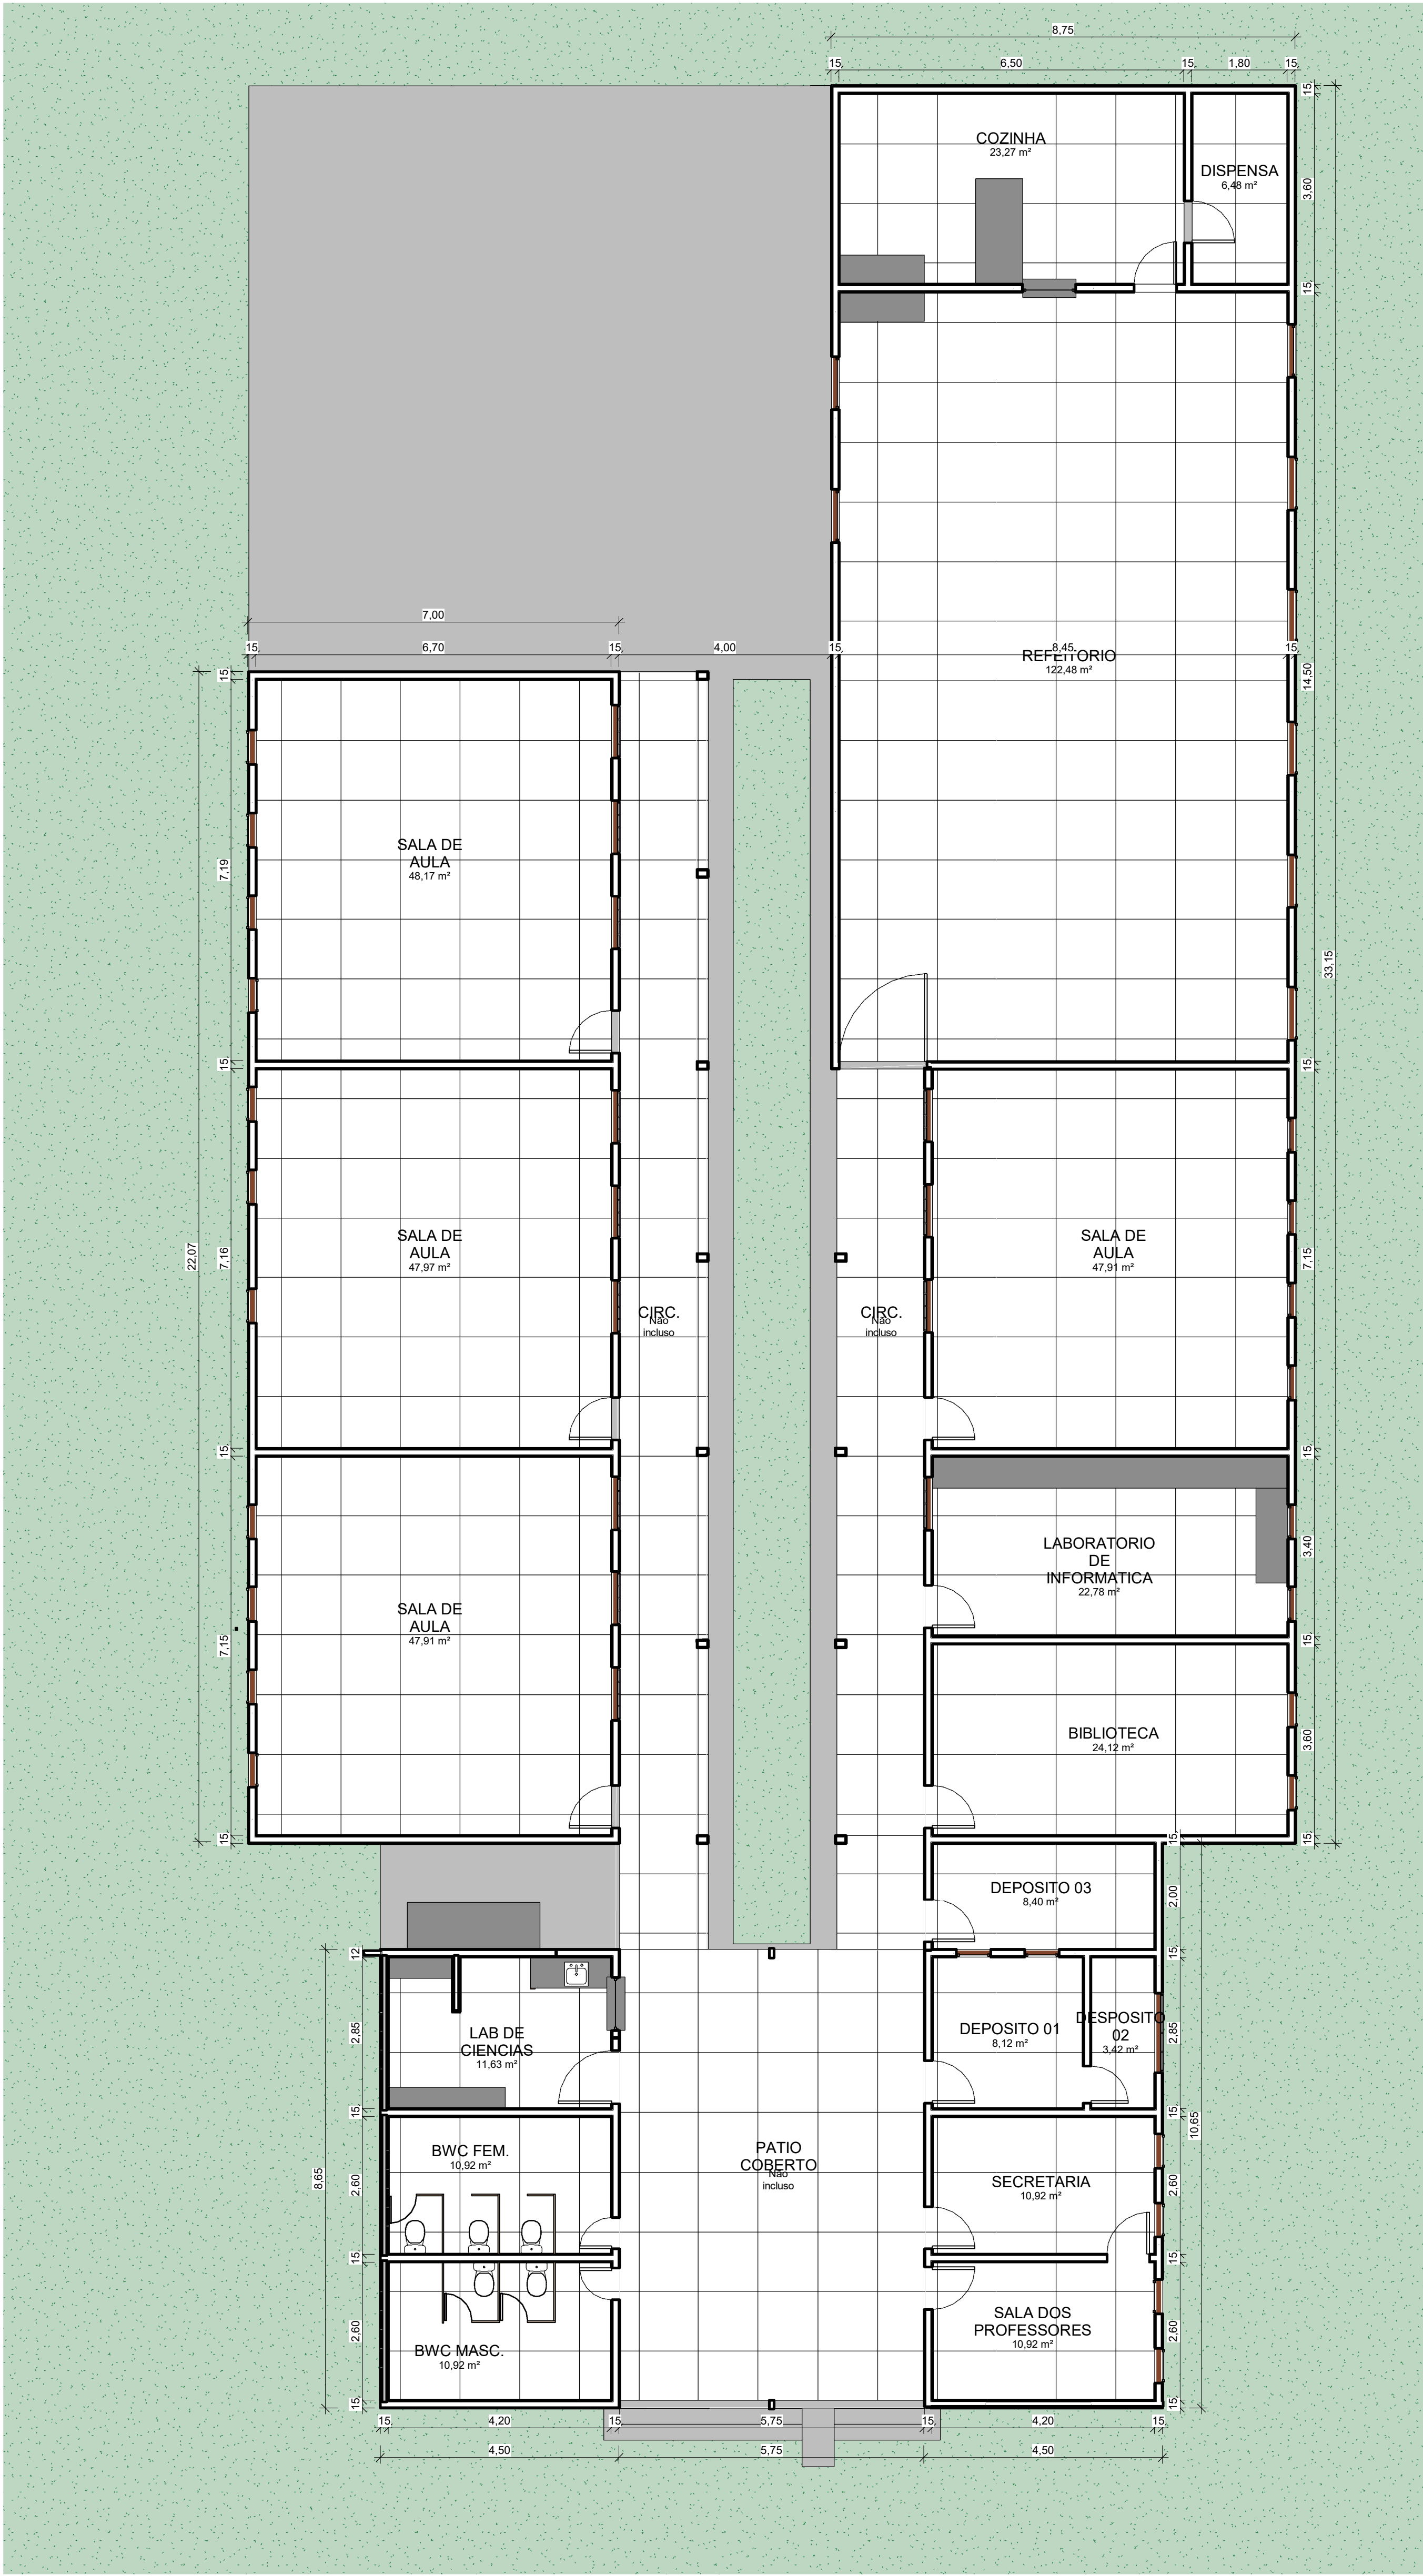 8,75
15, 6,50 15, 1,80 15,
15,
COZINHA
23,27 m²
DISPENSA
6,48 m²
3,60
15,
7,00
15, 6,70 15, 4,00 15, 8,45 15,
REFEITORIO
122,48 m²
14,50
15,
SALA DE
AULA
48,17 m²
7,19
33,15
15,
15,
SALA DE
AULA
47,97 m²
SALA DE
AULA
47,91 m²
22,07
7,16
7,15
CIRC.
Não
incluso
CIRC.
Não
incluso
15,
15,
LABORATORIO
DE
INFORMATICA
22,78 m²
3,40
SALA DE
AULA
47,91 m²
7,15
15,
BIBLIOTECA
24,12 m²
3,60
15,
15,
15,
DEPOSITO 03
8,40 m²
2,00
12,
15,
LAB DE
CIENCIAS
11,63 m²
2,85
DEPOSITO 01
8,12 m²
DESPOSITO
02
3,42 m²
2,85
15,
15,
10,65
BWC FEM.
10,92 m²
PATIO
COBERTO
Não
incluso
SECRETARIA
10,92 m²
8,65
2,60
2,60
15,
15,
SALA DOS
PROFESSORES
10,92 m²
2,60
2,60
BWC MASC.
10,92 m²
15,
15,
15, 4,20 15, 5,75 15, 4,20 15,
4,50 5,75 4,50